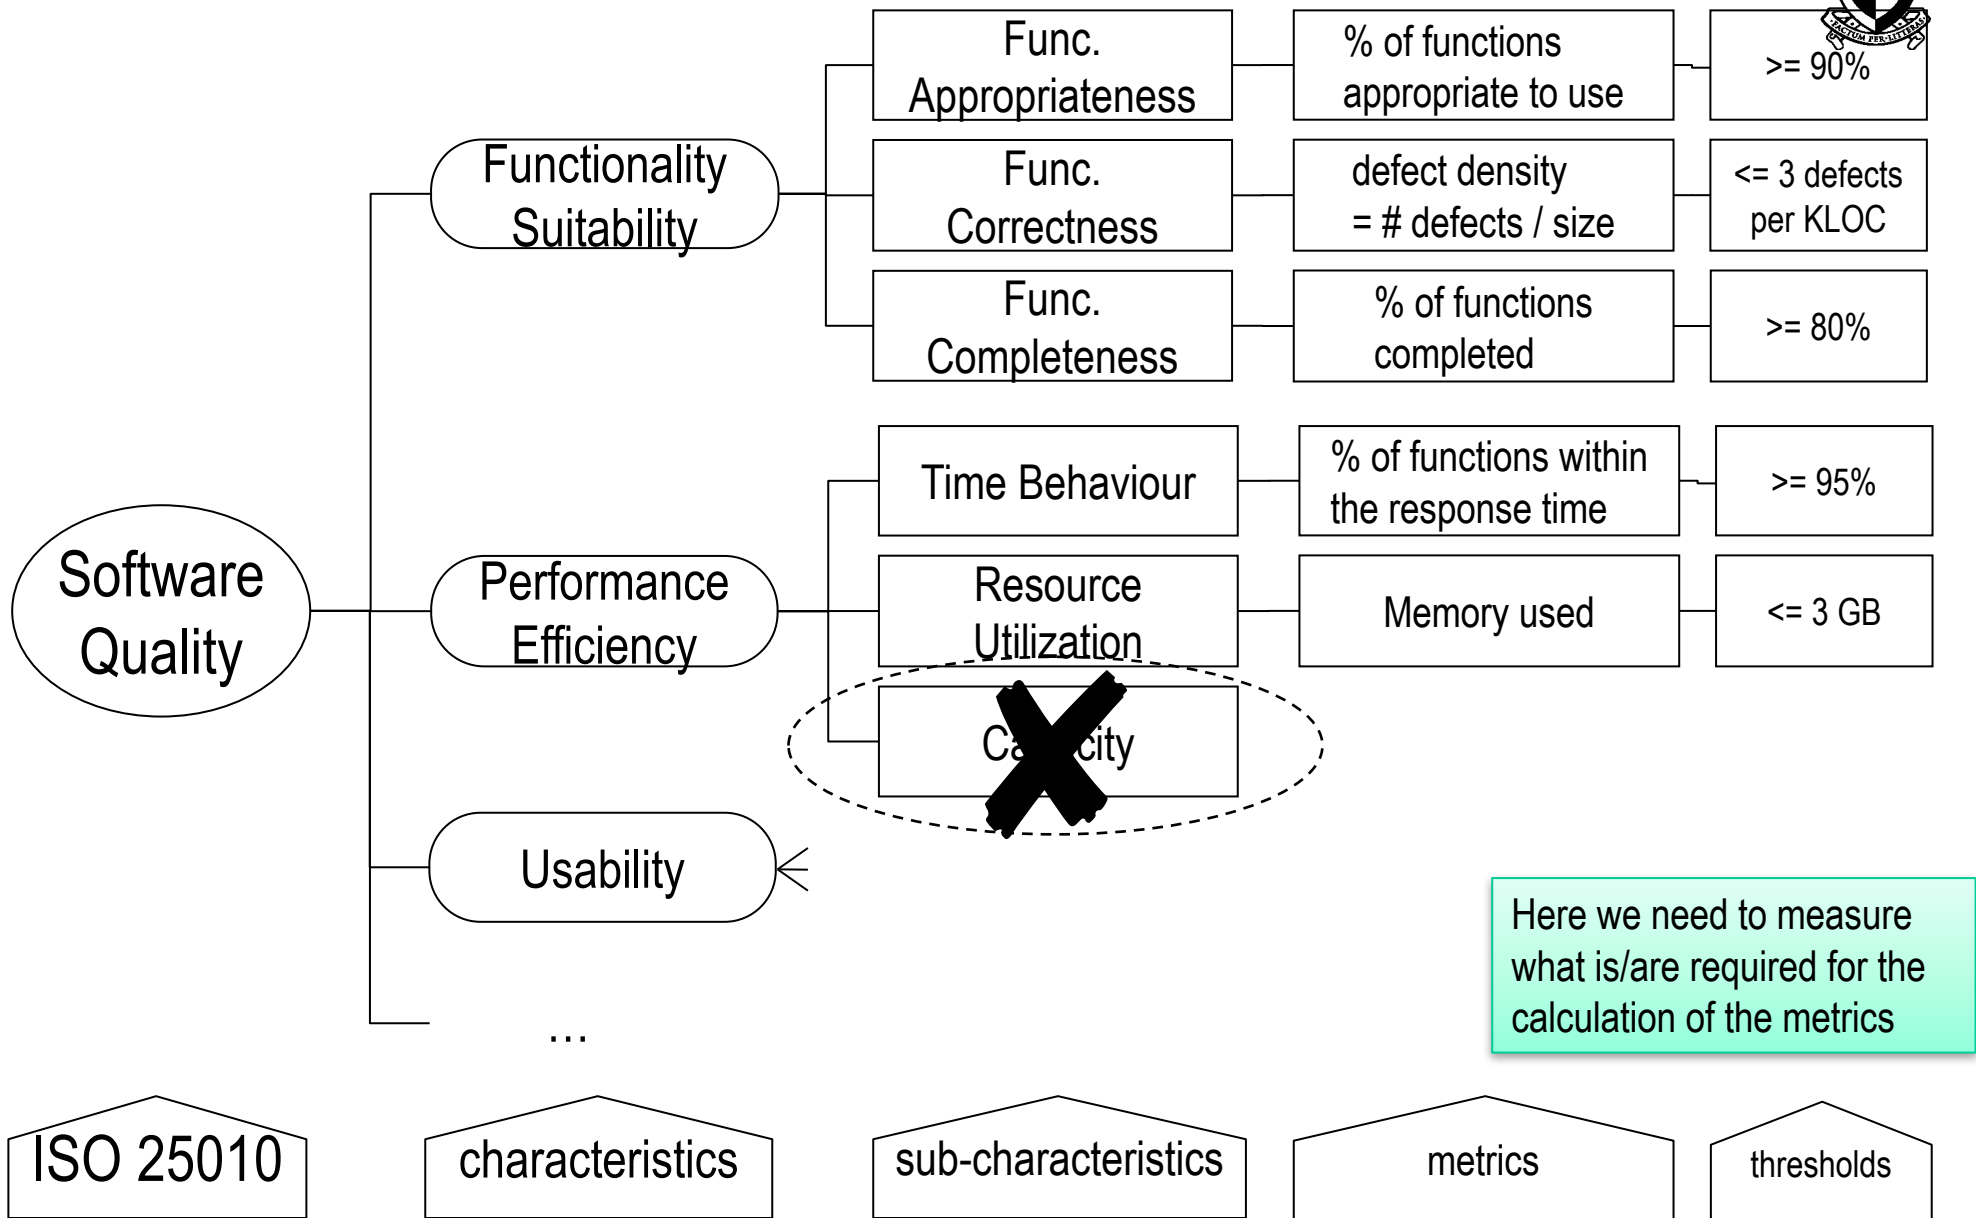 Func.
Appropriateness
% of functions
appropriate to use
>= 90%
FACTUM PER-LITTERAS
Functionality
Suitability
Func.
Correctness
defect density
= # defects / size
<= 3 defects
per KLOC
Func.
Completeness
% of functions
completed
>= 80%
Software
Quality
Performance
Efficiency
Time Behaviour
% of functions within
the response time
>= 95%
Resource
Utilization
Memory used
<= 3 GB
Usability
...
Here we need to measure
what is/are required for the
calculation of the metrics
ISO 25010
characteristics
sub-characteristics
metrics
thresholds